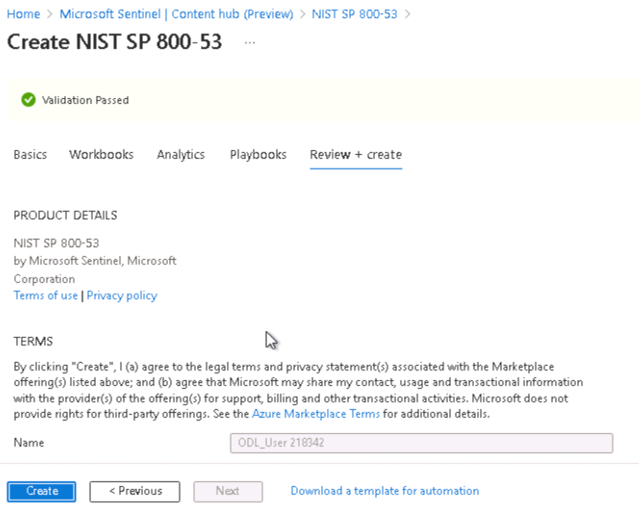 Home > Microsoft Sentinel | Content hub (Preview) > NIST SP 800-53 >
Create NIST SP 800-53 ...
Validation Passed
Basics Workbooks Analytics Playbooks Review + create
PRODUCT DETAILS
NIST SP 800-53
by Microsoft Sentinel, Microsoft
Corporation
Terms of use | Privacy policy
TERMS
By clicking "Create", I (a) agree to the legal terms and privacy statement(s) associated with the Marketplace
offering(s) listed above; and (b) agree that Microsoft may share my contact, usage and transactional information
with the provider(s) of the offering(s) for support, billing and other transactional activities. Microsoft does not
provide rights for third-party offerings. See the Azure Marketplace Terms for additional details.
Name ODL_User 218342
Create < Previous Next Download a template for automation